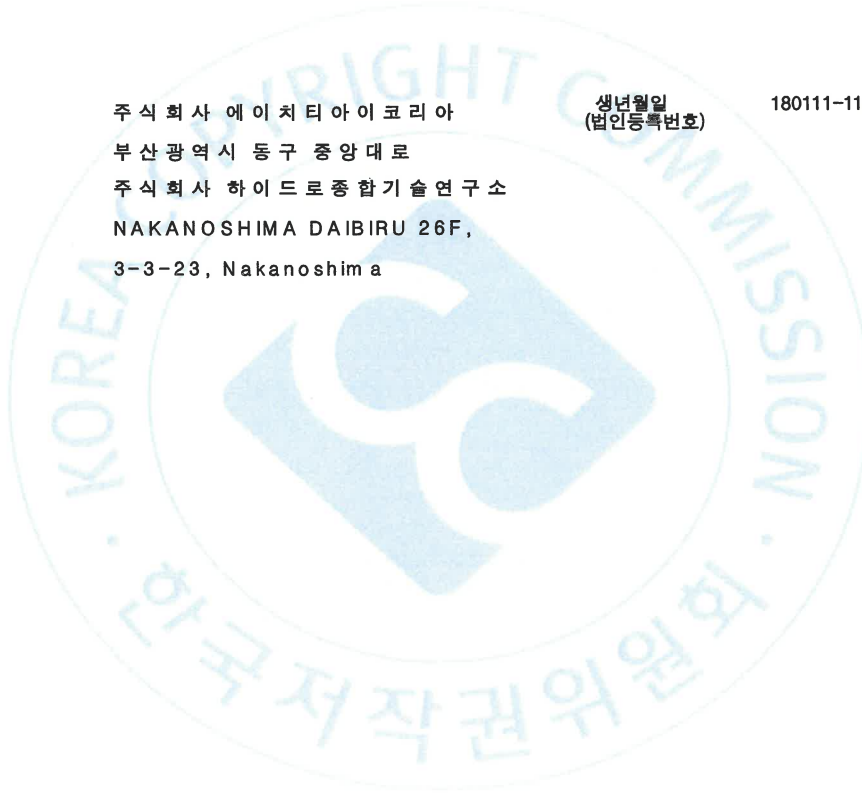 주식회사 에이치티아이코리아
생년월일
(법인등록번호)
180111-11
부산광역시 동구 중앙대로
주식회사 하이드로종합기술연구소
NAKANOSHIMA DAIBIRU 26F,
3-3-23, Nakanoshima
KOREA COPYRIGHT COMMISSION
한국저작권위원회